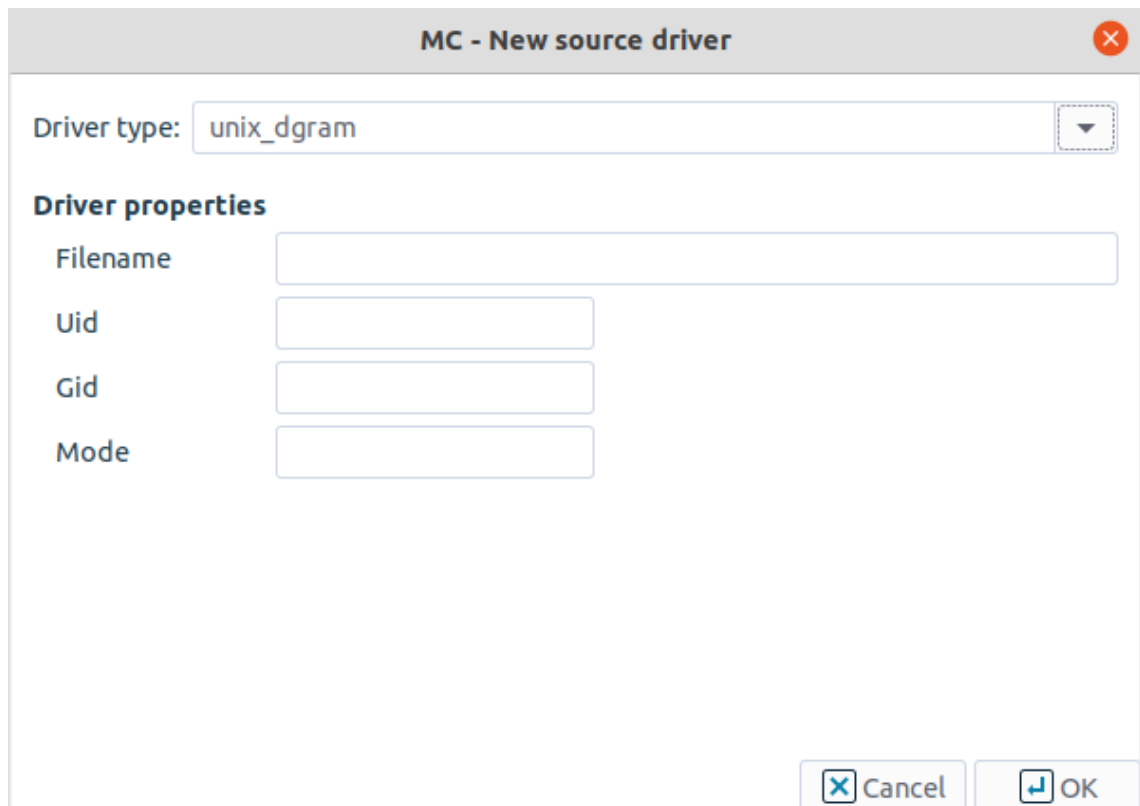 MC - New source driver
Driver type: unix_dgram
Driver properties
Filename
Uid
Gid
Mode
Cancel OK